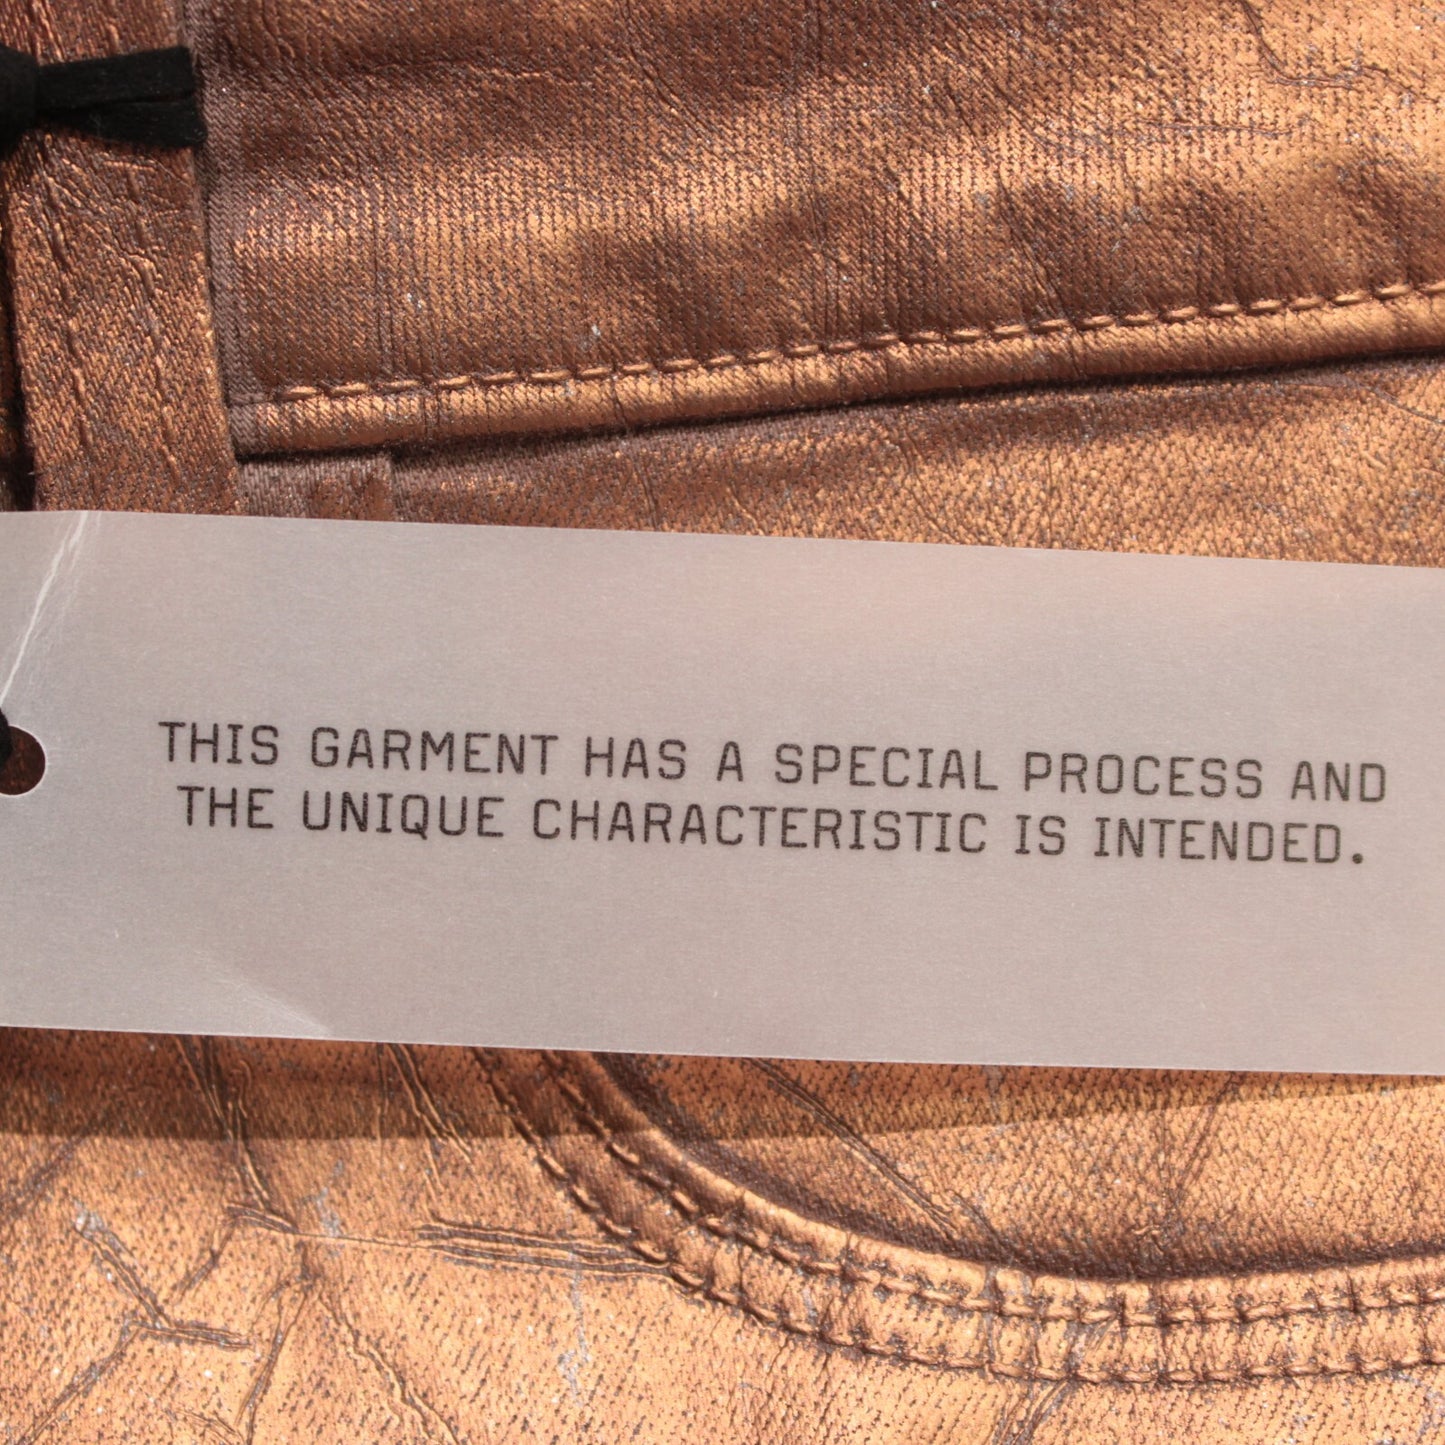 THIS GARMENT HAS A SPECIAL PROCESS AND
THE UNIQUE CHARACTERISTIC IS INTENDED.